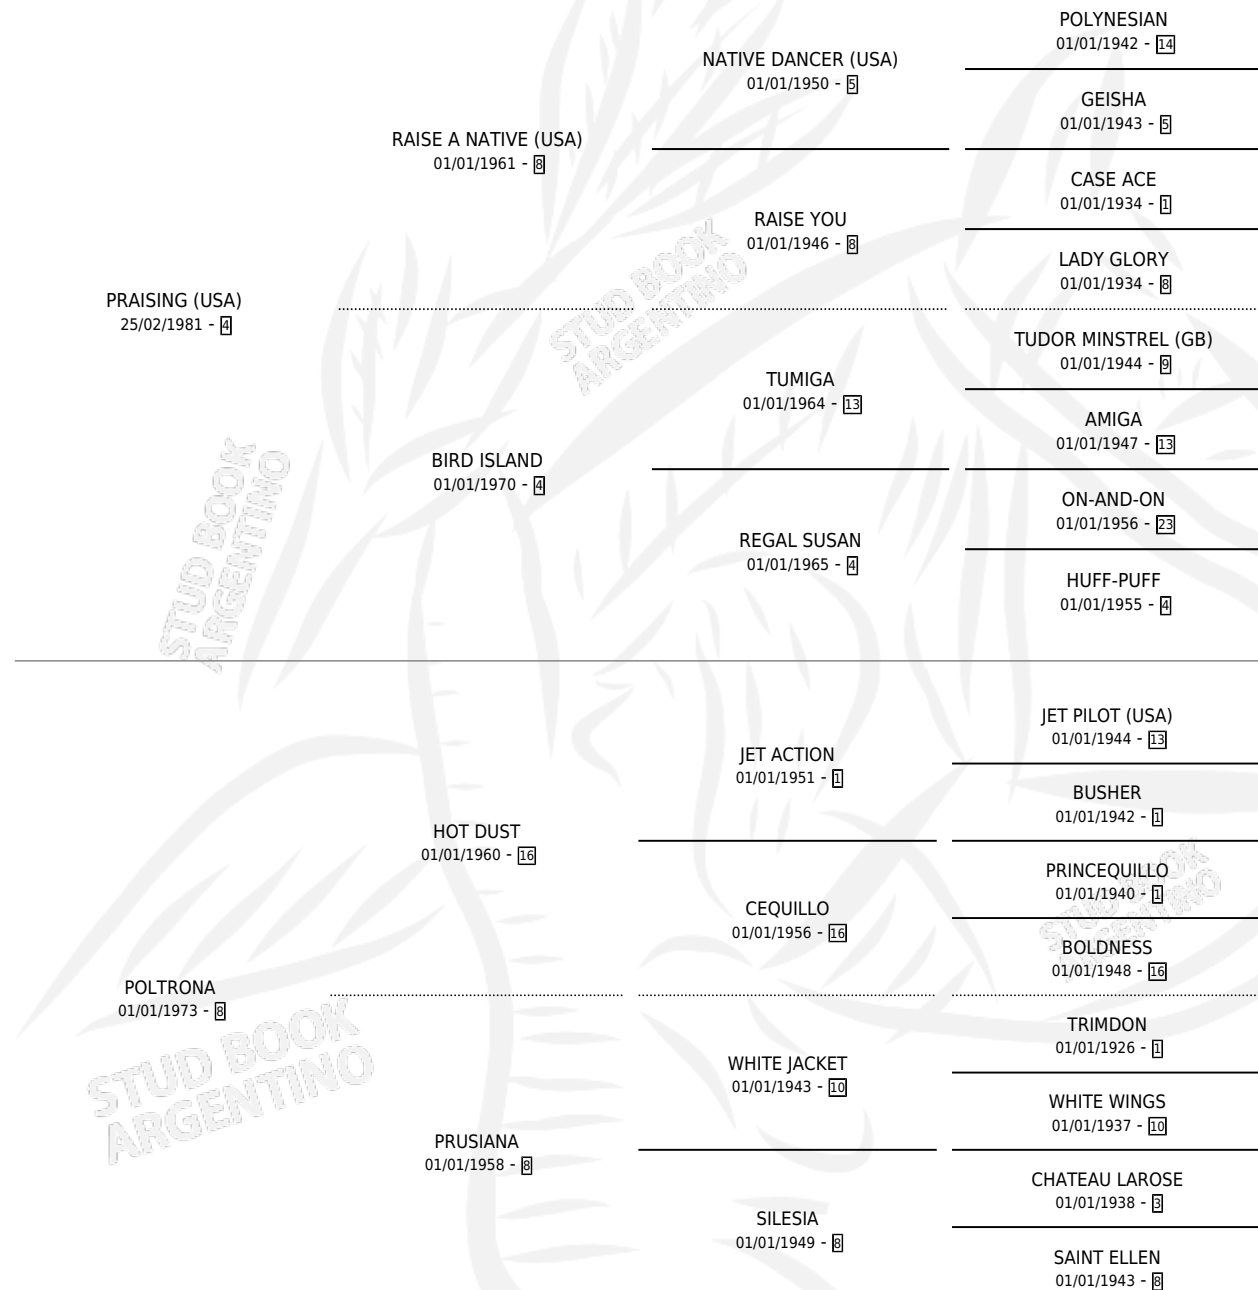 POLYNESIAN
01/01/1942 - 14
NATIVE DANCER (USA)
01/01/1950 - 5
GEISHA
01/01/1943 - 5
RAISE A NATIVE (USA)
01/01/1961 - 8
CASE ACE
01/01/1934 - 1
RAISE YOU
01/01/1946 - 8
LADY GLORY
01/01/1934 - 8
PRAISING (USA)
25/02/1981 - 4
STUD BOOK
ARGENTINO
TUDOR MINSTREL (GB)
01/01/1944 - 9
TUMIGA
01/01/1964 - 13
AMIGA
01/01/1947 - 13
BIRD ISLAND
01/01/1970 - 4
ON-AND-ON
01/01/1956 - 23
REGAL SUSAN
01/01/1965 - 4
HUFF-PUFF
01/01/1955 - 4
STUD BOOK
ARGENTINO
JET PILOT (USA)
01/01/1944 - 13
JET ACTION
01/01/1951 - 1
BUSHER
01/01/1942 - 1
HOT DUST
01/01/1960 - 16
PRINCEQUILLO
01/01/1940 - 1
CEQUILLO
01/01/1956 - 16
STUD BOOK
ARGENTINO
BOLDNESS
01/01/1948 - 16
POLTRONA
01/01/1973 - 8
TRIMDON
01/01/1926 - 1
STUD BOOK
ARGENTINO
WHITE JACKET
01/01/1943 - 10
WHITE WINGS
01/01/1937 - 10
PRUSIANA
01/01/1958 - 8
CHATEAU LAROSE
01/01/1938 - 3
SILESIA
01/01/1949 - 8
SAINT ELLEN
01/01/1943 - 8